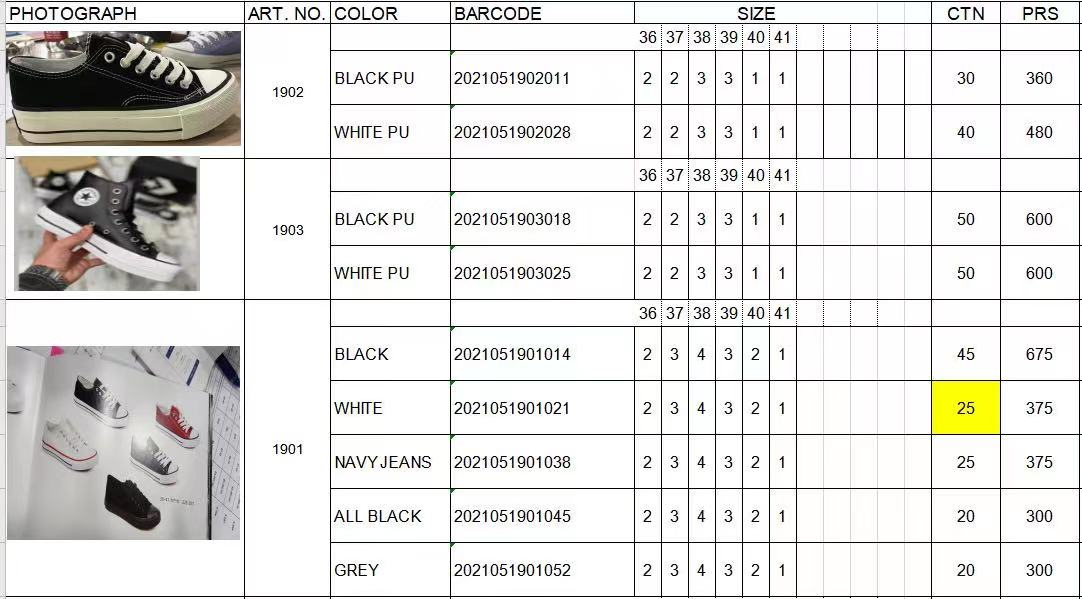 PHOTOGRAPH ART. NO. COLOR BARCODE SIZE CTN PRS
36 37 38 39 40 41
1902
BLACK PU 2021051902011 2 2 3 3 1 1 30 360
WHITE PU 2021051902028 2 2 3 3 1 1 40 480
36 37 38 39 40 41
1903
BLACK PU 2021051903018 2 2 3 3 1 1 50 600
WHITE PU 2021051903025 2 2 3 3 1 1 50 600
36 37 38 39 40 41
1901
BLACK 2021051901014 2 3 4 3 2 1 45 675
WHITE 2021051901021 2 3 4 3 2 1 25 375
NAVYJEANS 2021051901038 2 3 4 3 2 1 25 375
ALL BLACK 2021051901045 2 3 4 3 2 1 20 300
GREY 2021051901052 2 3 4 3 2 1 20 300